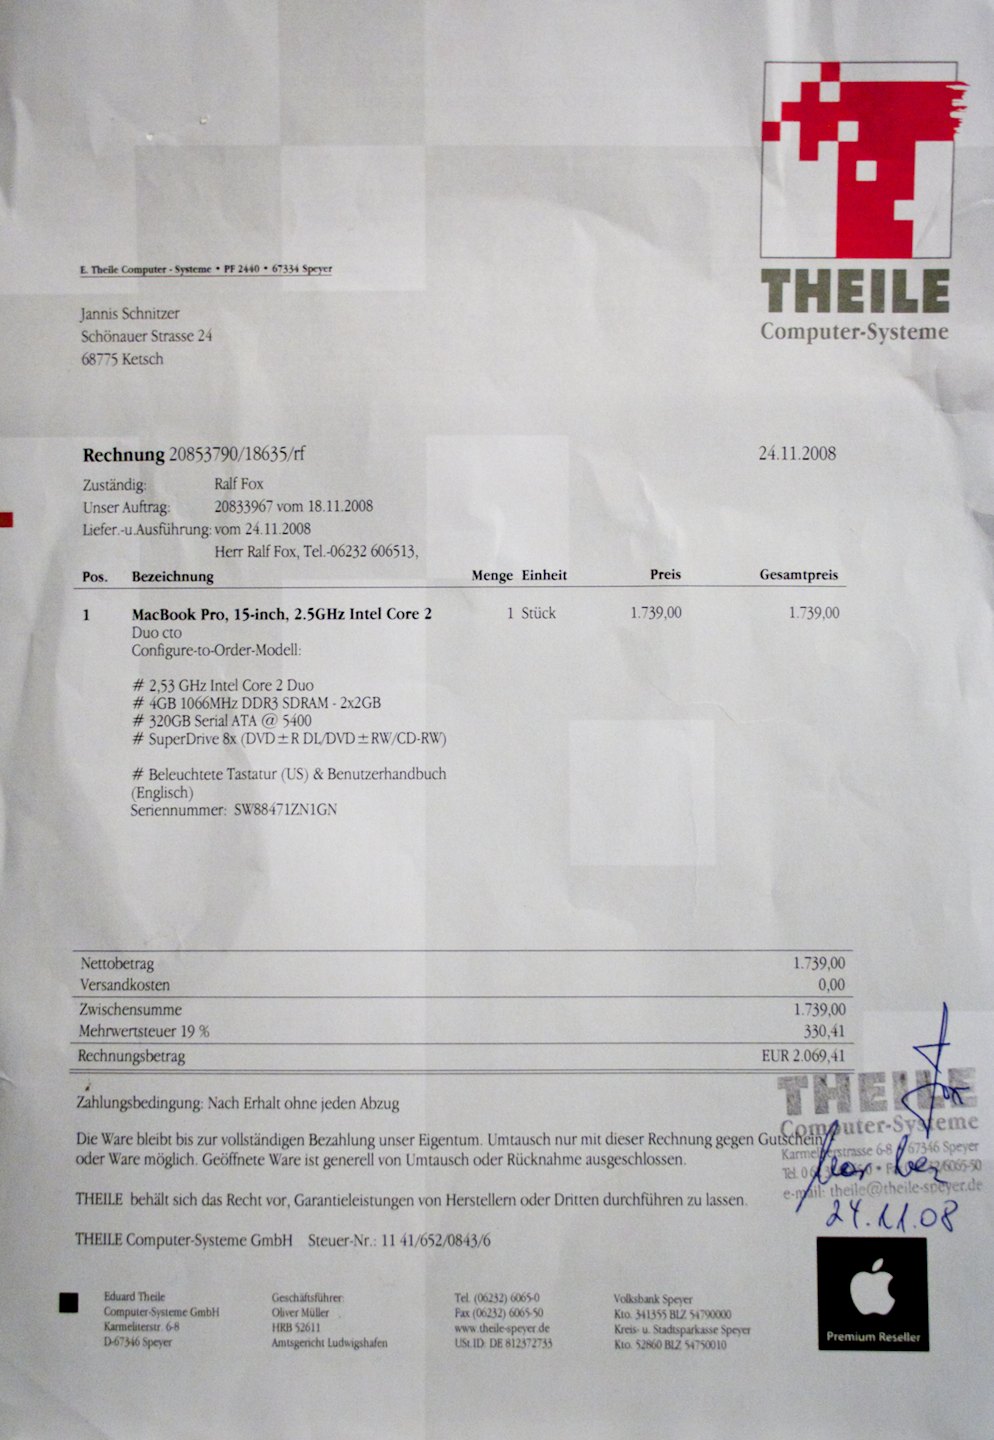 THEILE
Computer-Systeme
E. Theile Computer - Systeme • PF 2440 • 67334 Speyer
Jannis Schnitzer
Schönauer Strasse 24
68775 Ketsch
Rechnung 20853790/18635/rf 24.11.2008
Zuständig: Ralf Fox
Unser Auftrag: 20833967 vom 18.11.2008
Liefer.-u.Ausführung: vom 24.11.2008
Herr Ralf Fox, Tel.-06232 606513,
Pos. Bezeichnung Menge Einheit Preis Gesamtpreis
1 MacBook Pro, 15-inch, 2.5GHz Intel Core 2 1 Stück 1.739,00 1.739,00
Duo cto
Configure-to-Order-Modell:
# 2,53 GHz Intel Core 2 Duo
# 4GB 1066MHz DDR3 SDRAM - 2x2GB
# 320GB Serial ATA @ 5400
# SuperDrive 8x (DVD±R DL/DVD±RW/CD-RW)
# Beleuchtete Tastatur (US) & Benutzerhandbuch
(Englisch)
Seriennummer: SW88471ZN1GN
Nettobetrag 1.739,00
Versandkosten 0,00
Zwischensumme 1.739,00
Mehrwertsteuer 19 % 330,41
Rechnungsbetrag EUR 2.069,41
Zahlungsbedingung: Nach Erhalt ohne jeden Abzug
Die Ware bleibt bis zur vollständigen Bezahlung unser Eigentum. Umtausch nur mit dieser Rechnung gegen Gutschein
oder Ware möglich. Geöffnete Ware ist generell von Umtausch oder Rücknahme ausgeschlossen.
THEILE behält sich das Recht vor, Garantieleistungen von Herstellern oder Dritten durchführen zu lassen.
THEILE Computer-Systeme GmbH Steuer-Nr.: 11 41/652/0843/6
THEILE
Computer-Systeme
Karmeliterstrasse 6-8 • 67346 Speyer
e-mail: theile@theile-speyer.de
Fox
24.11.08
Eduard Theile Geschäftsführer: Tel. (06232) 6065-0 Volksbank Speyer
Computer-Systeme GmbH Oliver Müller Fax (06232) 6065-50 Kto. 341355 BLZ 54790000
Karmeliterstr. 6-8 HRB 52611 www.theile-speyer.de Kreis- u. Stadtsparkasse Speyer
D-67346 Speyer Amtsgericht Ludwigshafen USt.ID: DE 812372733 Kto. 52860 BLZ 54750010
Premium Reseller